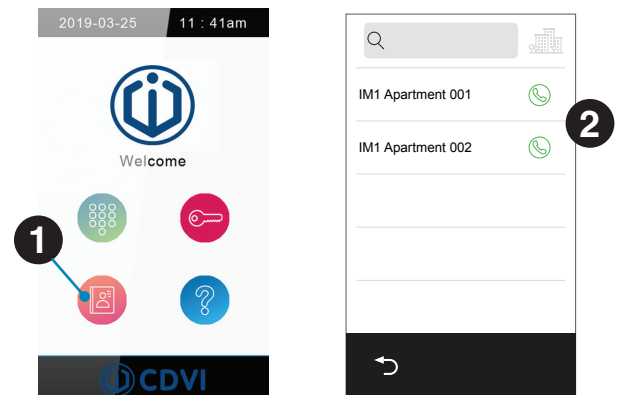 2019-03-25 11 : 41am
Welcome
1
CDVI
IM1 Apartment 001
2
IM1 Apartment 002